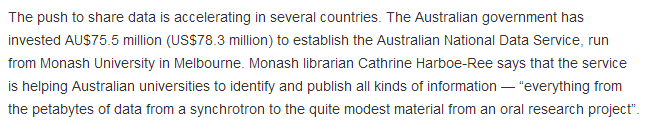 The push to share data is accelerating in several countries. The Australian government has
invested AU$75.5 million (US$78.3 million) to establish the Australian National Data Service, run
from Monash University in Melbourne. Monash librarian Cathrine Harboe-Ree says that the service
is helping Australian universities to identify and publish all kinds of information — “everything from
the petabytes of data from a synchrotron to the quite modest material from an oral research project”.